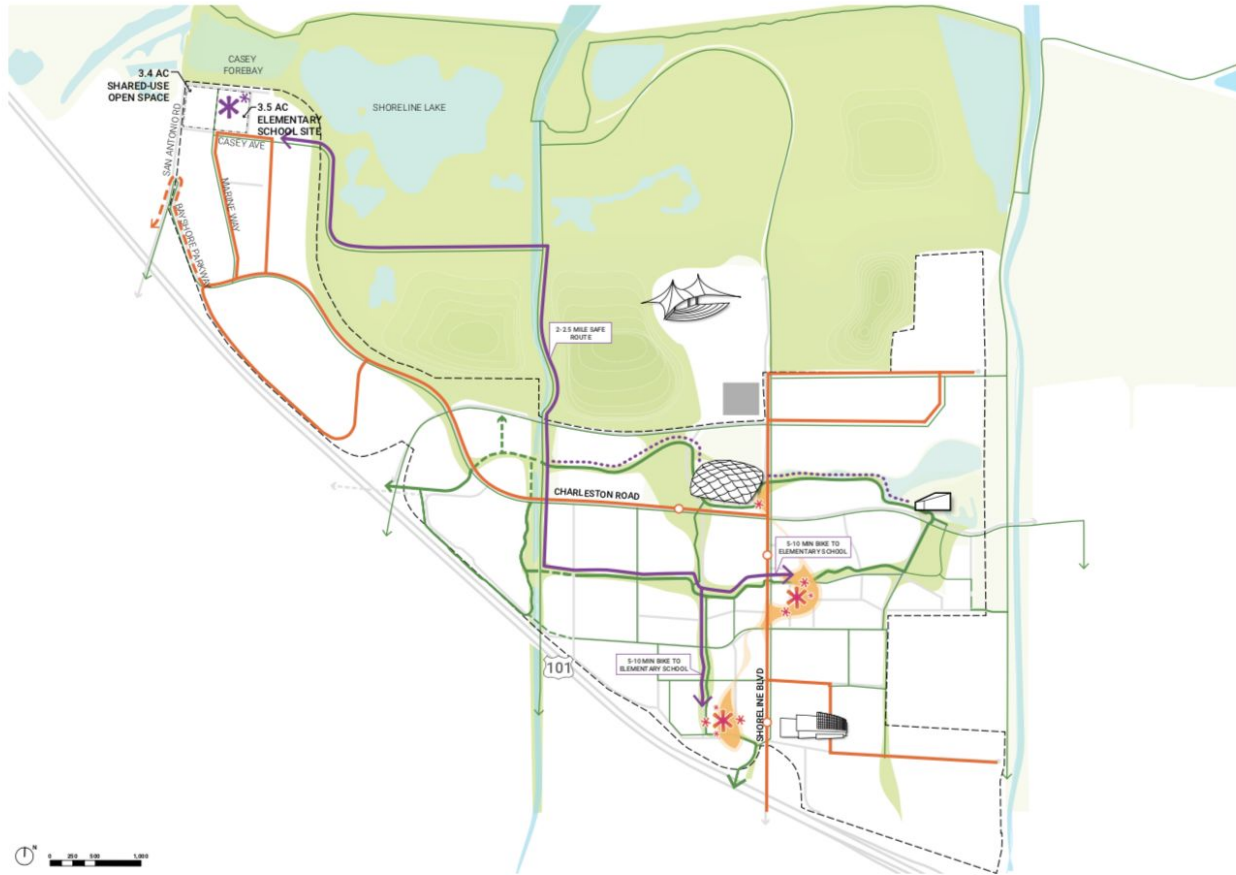 CASEY
FOREBAY
3.4 AC
SHARED-USE
OPEN SPACE
3.5 AC
ELEMENTARY
SCHOOL SITE
SHORELINE LAKE
SAN ANTONIO RD
CASEY AVE
MARINE WAY
BAYSHORE PARKWAY
2-2.5 MILE SAFE
ROUTE
CHARLESTON ROAD
5-10 MIN BIKE TO
ELEMENTARY SCHOOL
5-10 MIN BIKE TO
ELEMENTARY SCHOOL
101
SHORELINE BLVD
N
0 250 500 1,000